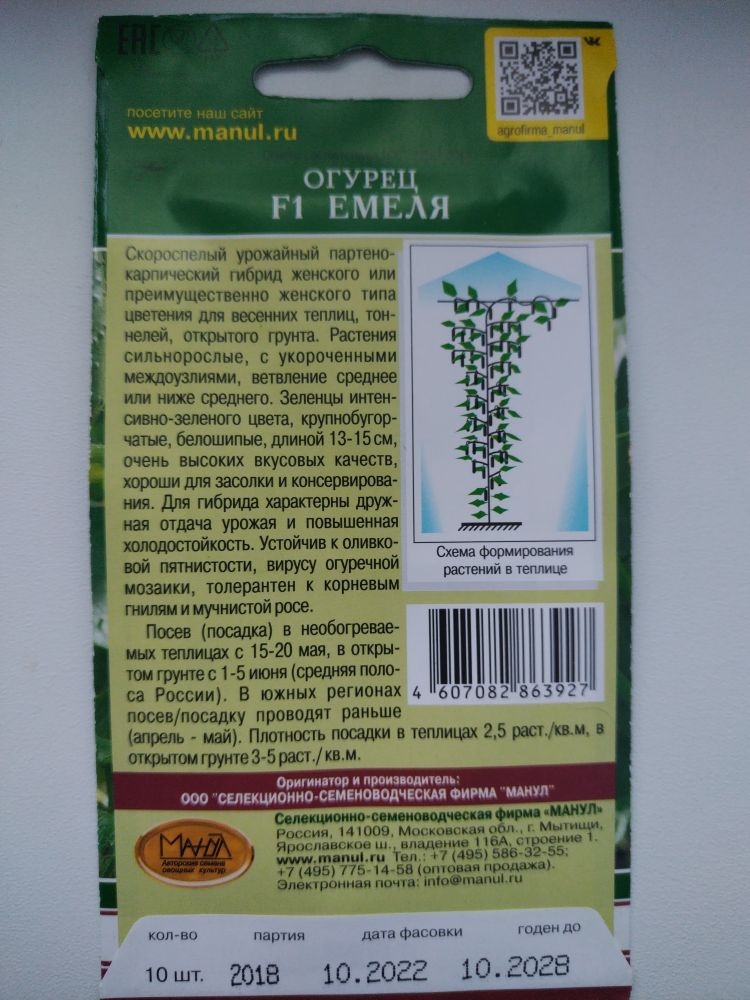 EAC
посетите наш сайт
www.manul.ru
agrofirma_manul
ОГУРЕЦ
F1 ЕМЕЛЯ
Скороспелый урожайный партено-
карпический гибрид женского или
преимущественно женского типа
цветения для весенних теплиц, тон-
нелей, открытого грунта. Растения
сильнорослые, с укороченными
междоузлиями, ветвление среднее
или ниже среднего. Зеленцы интен-
сивно-зеленого цвета, крупнобугор-
чатые, белошипые, длиной 13-15 см,
очень высоких вкусовых качеств,
хороши для засолки и консервирова-
ния. Для гибрида характерны друж-
ная отдача урожая и повышенная
холодостойкость. Устойчив к оливко-
вой пятнистости, вирусу огуречной
мозаики, толерантен к корневым
гнилям и мучнистой росе.
Посев (посадка) в необогревае-
мых теплицах с 15-20 мая, в откры-
том грунте с 1-5 июня (средняя поло-
са России). В южных регионах
посев/посадку проводят раньше
(апрель - май). Плотность посадки в теплицах 2,5 раст./кв.м, в
открытом грунте 3-5 раст./ кв.м.
Схема формирования
растений в теплице
4 607082 863927
Оригинатор и производитель:
ООО "СЕЛЕКЦИОННО-СЕМЕНОВОДЧЕСКАЯ ФИРМА "МАНУЛ"
МАНУЛ
Авторские семена
овощных культур
Селекционно-семеноводческая фирма «МАНУЛ»
Россия, 141009, Московская обл., г. Мытищи,
Ярославское ш., владение 116А, строение 1.
www.manul.ru Тел.: +7 (495) 586-32-55;
+7 (495) 775-14-58 (оптовая продажа).
Электронная почта: info@manul.ru
кол-во партия дата фасовки годен до
10 шт. 2018 10.2022 10.2028